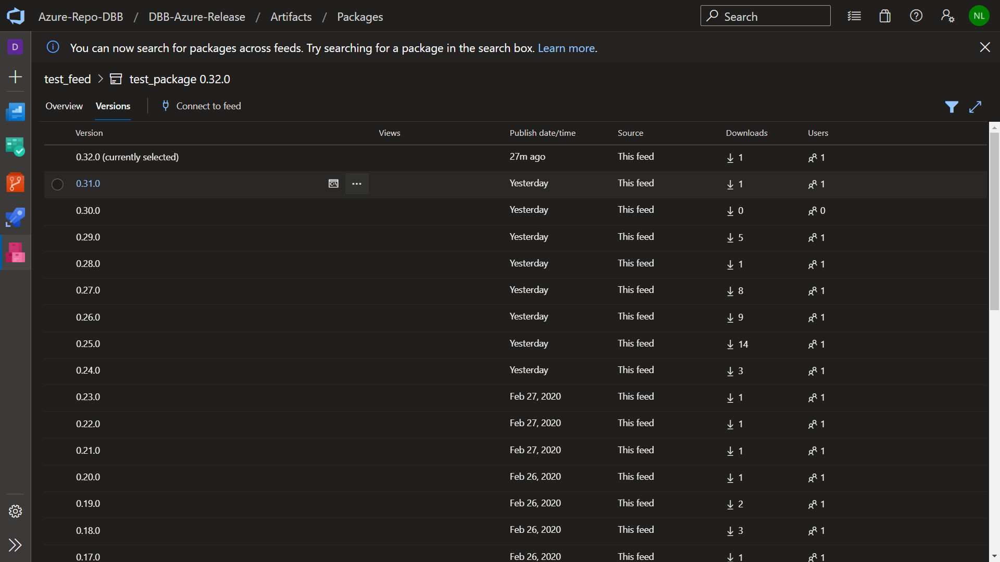 Azure-Repo-DBB / DBB-Azure-Release / Artifacts / Packages
Search
NL
D
You can now search for packages across feeds. Try searching for a package in the search box. Learn more.
test_feed > test_package 0.32.0
Overview Versions Connect to feed
Version Views Publish date/time Source Downloads Users
0.32.0 (currently selected) 27m ago This feed 1 1
0.31.0 C:\ ... Yesterday This feed 1 1
0.30.0 Yesterday This feed 0 0
0.29.0 Yesterday This feed 5 1
0.28.0 Yesterday This feed 1 1
0.27.0 Yesterday This feed 8 1
0.26.0 Yesterday This feed 9 1
0.25.0 Yesterday This feed 14 1
0.24.0 Yesterday This feed 3 1
0.23.0 Feb 27, 2020 This feed 1 1
0.22.0 Feb 27, 2020 This feed 1 1
0.21.0 Feb 27, 2020 This feed 1 1
0.20.0 Feb 26, 2020 This feed 1 1
0.19.0 Feb 26, 2020 This feed 2 1
0.18.0 Feb 26, 2020 This feed 3 1
0.17.0 Feb 26, 2020 This feed 1 1